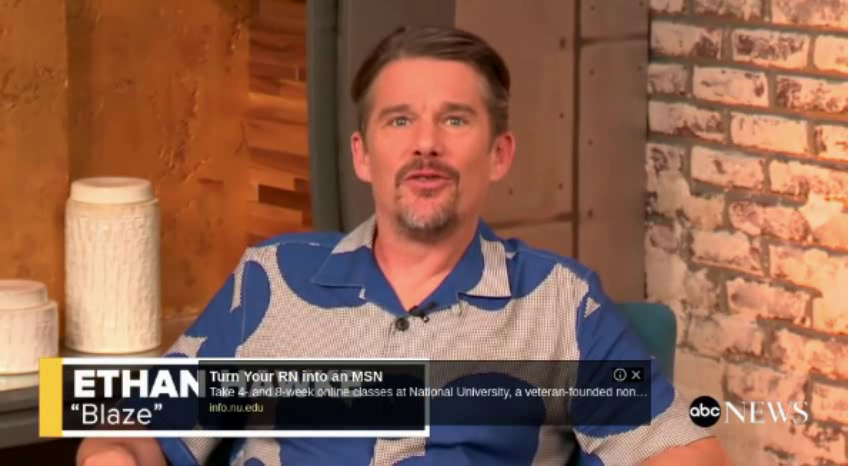 ETHAN
"Blaze"
Turn Your RN into an MSN
Take 4- and 8-week online classes at National University, a veteran-founded non...
info.nu.edu
abc NEWS